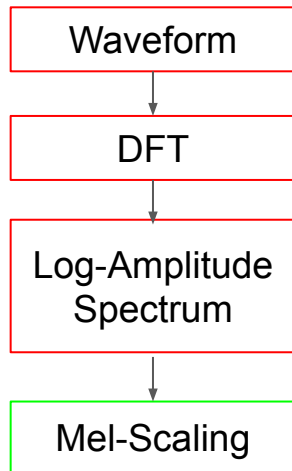 Waveform
DFT
Log-Amplitude
Spectrum
Mel-Scaling